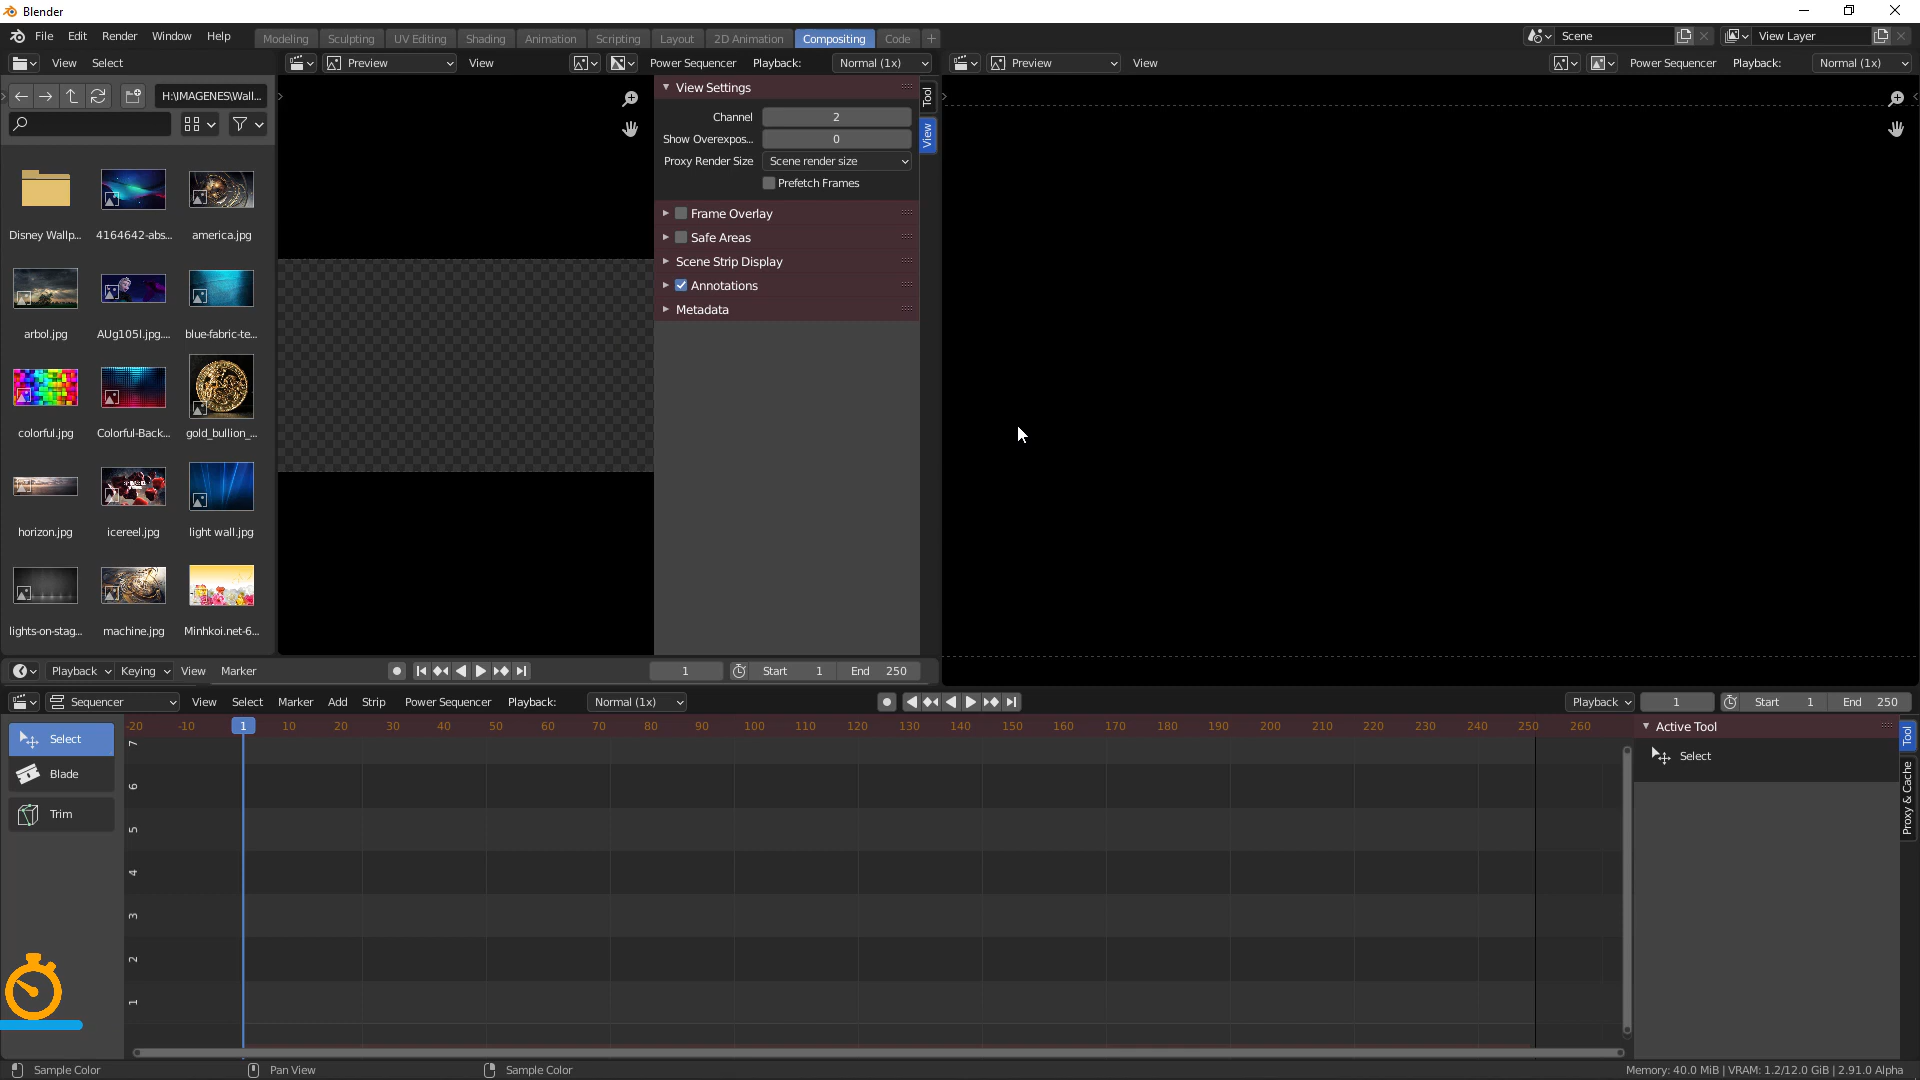 Blender
File Edit Render Window Help
Modeling Sculpting UV Editing Shading Animation Scripting Layout 2D Animation Compositing Code +
Scene View Layer
View Select
Preview View Power Sequencer Playback: Normal (1x)
Preview View Power Sequencer Playback: Normal (1x)
H:\IMAGENES\Wall...
Disney Wallp... 4164642-abs... america.jpg
arbol.jpg AUg105l.jpg.... blue-fabric-te...
colorful.jpg Colorful-Back... gold_bullion_...
horizon.jpg icereel.jpg light wall.jpg
lights-on-stag... machine.jpg Minhkoi.net-6...
View Settings
Channel 2
Show Overexpos... 0
Proxy Render Size Scene render size
Prefetch Frames
Frame Overlay
Safe Areas
Scene Strip Display
Annotations
Metadata
Tool
View
Playback Keying View Marker 1 Start 1 End 250
Sequencer View Select Marker Add Strip Power Sequencer Playback: Normal (1x) Playback 1 Start 1 End 250
-20 -10 1 10 20 30 40 50 60 70 80 90 100 110 120 130 140 150 160 170 180 190 200 210 220 230 240 250 260
7
6
5
4
3
2
1
Select
Blade
Trim
Active Tool
Select
Tool
Proxy & Cache
Sample Color Pan View Sample Color Memory: 40.0 MiB | VRAM: 1.2/12.0 GiB | 2.91.0 Alpha